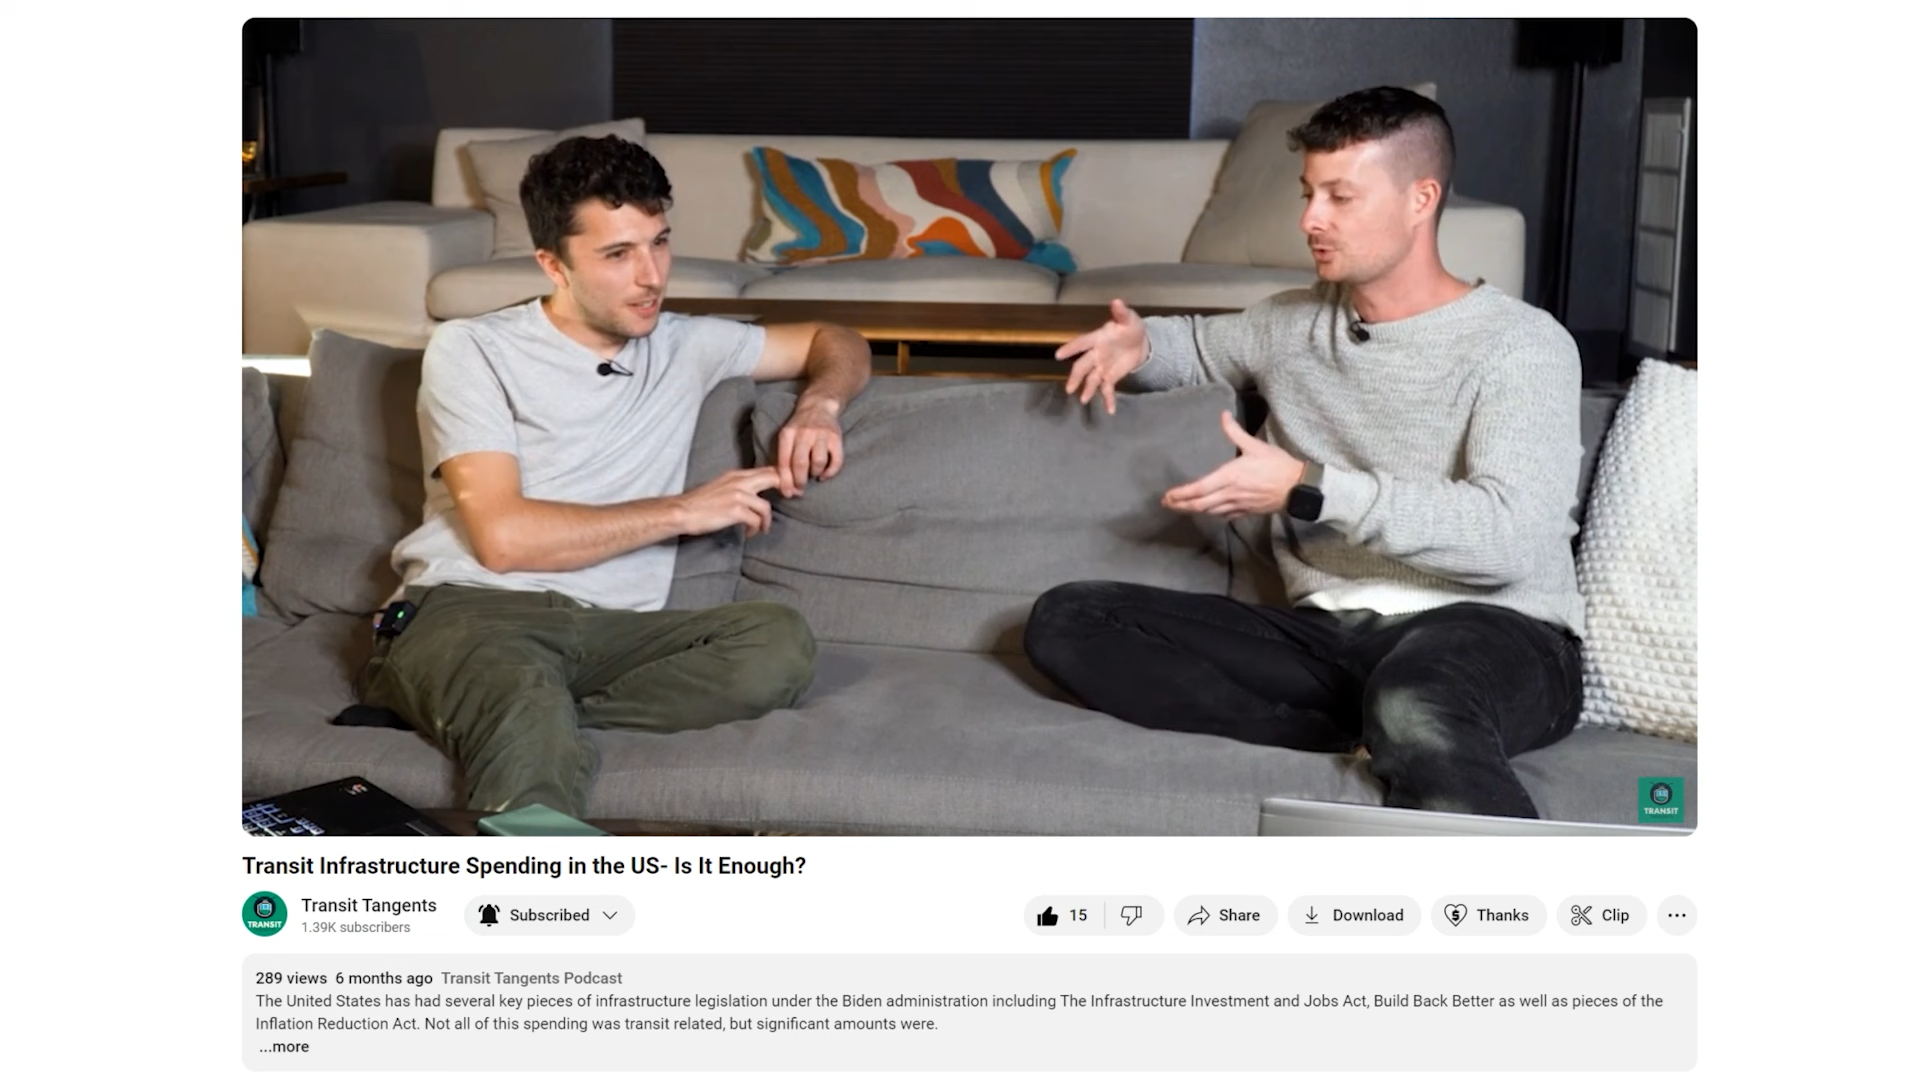 TRANSIT
Transit Infrastructure Spending in the US- Is It Enough?
TRANSIT
Transit Tangents
1.39K subscribers
Subscribed
15
Share
Download
Thanks
Clip
289 views 6 months ago Transit Tangents Podcast
The United States has had several key pieces of infrastructure legislation under the Biden administration including The Infrastructure Investment and Jobs Act, Build Back Better as well as pieces of the
Inflation Reduction Act. Not all of this spending was transit related, but significant amounts were.
...more